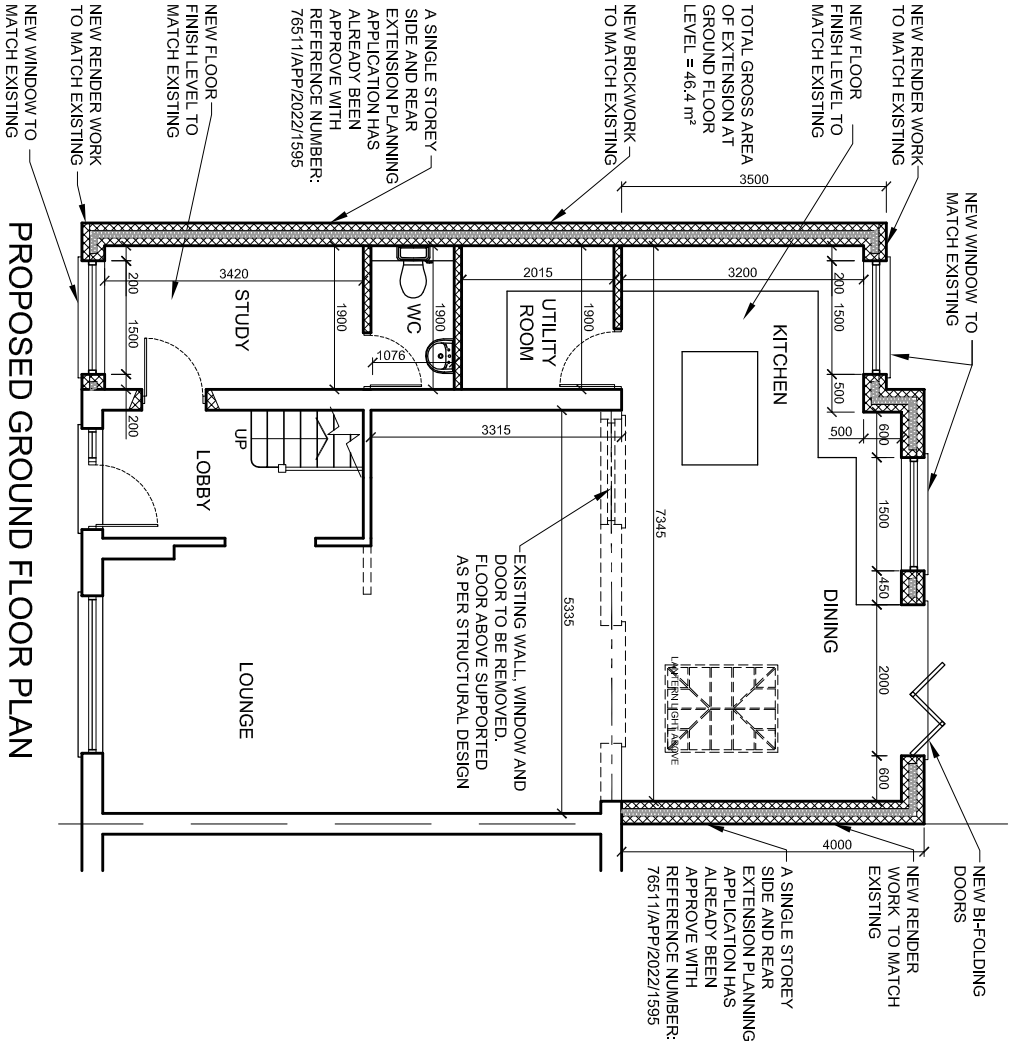 NEW WINDOW TO
MATCH EXISTING
NEW BI-FOLDING
DOORS
NEW RENDER WORK
TO MATCH EXISTING
NEW RENDER
WORK TO MATCH
EXISTING
NEW FLOOR
FINISH LEVEL TO
MATCH EXISTING
TOTAL GROSS AREA
OF EXTENSION AT
GROUND FLOOR
LEVEL = 46.4 m²
A SINGLE STOREY
SIDE AND REAR
EXTENSION PLANNING
APPLICATION HAS
ALREADY BEEN
APPROVE WITH
REFERENCE NUMBER:
76511/APP/2022/1595
NEW BRICKWORK
TO MATCH EXISTING
3500
200
1500
500
500
600
1500
450
2000
600
4000
3200
KITCHEN
DINING
LANTERN LIGHT ABOVE
7345
UTILITY
ROOM
2015
1900
EXISTING WALL, WINDOW AND
DOOR TO BE REMOVED.
FLOOR ABOVE SUPPORTED
AS PER STRUCTURAL DESIGN
5335
3315
WC
1900
1076
A SINGLE STOREY
SIDE AND REAR
EXTENSION PLANNING
APPLICATION HAS
ALREADY BEEN
APPROVE WITH
REFERENCE NUMBER:
76511/APP/2022/1595
1900
3420
STUDY
UP
LOBBY
LOUNGE
200
1500
200
NEW FLOOR
FINISH LEVEL TO
MATCH EXISTING
NEW RENDER WORK
TO MATCH EXISTING
NEW WINDOW TO
MATCH EXISTING
PROPOSED GROUND FLOOR PLAN